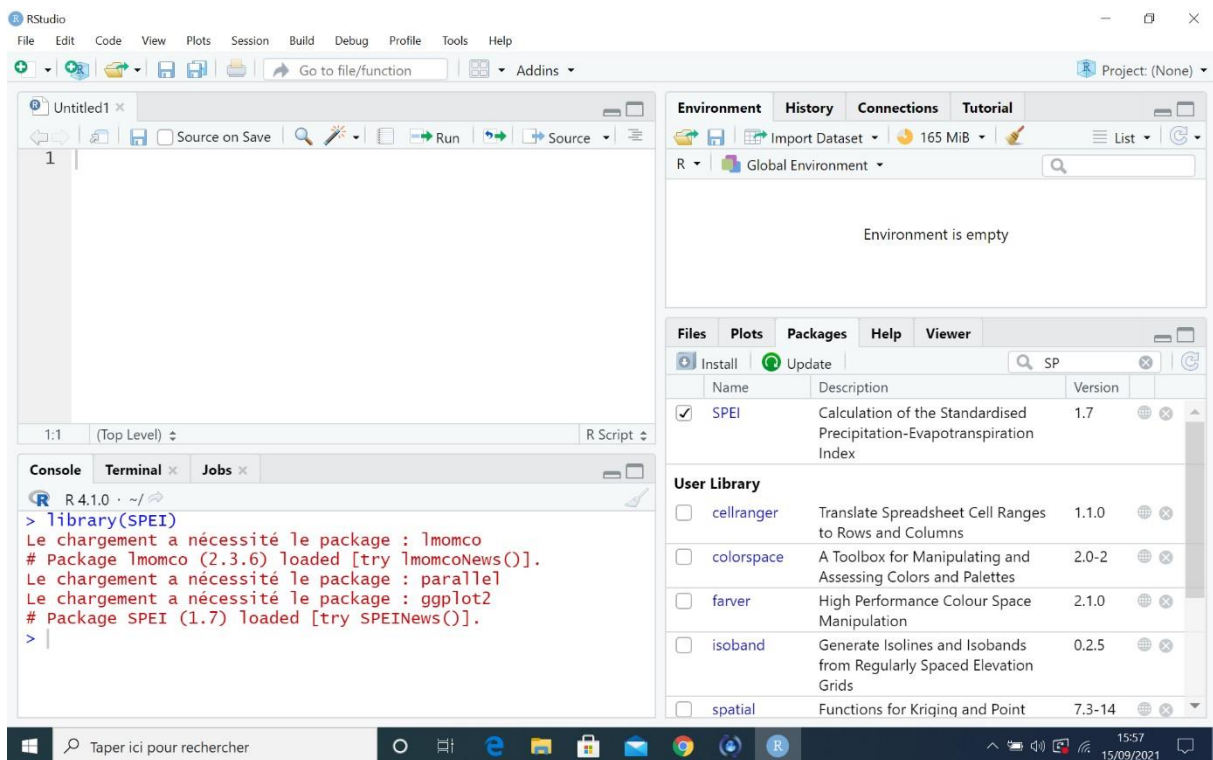 RStudio
File Edit Code View Plots Session Build Debug Profile Tools Help
Go to file/function Addins Project: (None)
Untitled1
Source on Save Run Source
1
1:1 (Top Level) R Script
Console Terminal Jobs
R 4.1.0 · ~/
> library(SPEI)
Le chargement a nécessité le package : lmomco
# Package lmomco (2.3.6) loaded [try lmomcoNews()].
Le chargement a nécessité le package : parallel
Le chargement a nécessité le package : ggplot2
# Package SPEI (1.7) loaded [try SPEINews()].
>
Environment History Connections Tutorial
Import Dataset 165 MiB List
R Global Environment
Environment is empty
Files Plots Packages Help Viewer
Install Update SP
Name Description Version
SPEI Calculation of the Standardised 1.7
Precipitation-Evapotranspiration
Index
User Library
cellranger Translate Spreadsheet Cell Ranges 1.1.0
to Rows and Columns
colorspace A Toolbox for Manipulating and 2.0-2
Assessing Colors and Palettes
farver High Performance Colour Space 2.1.0
Manipulation
isoband Generate Isolines and Isobands 0.2.5
from Regularly Spaced Elevation
Grids
spatial Functions for Kriging and Point 7.3-14
Taper ici pour rechercher
15:57
15/09/2021